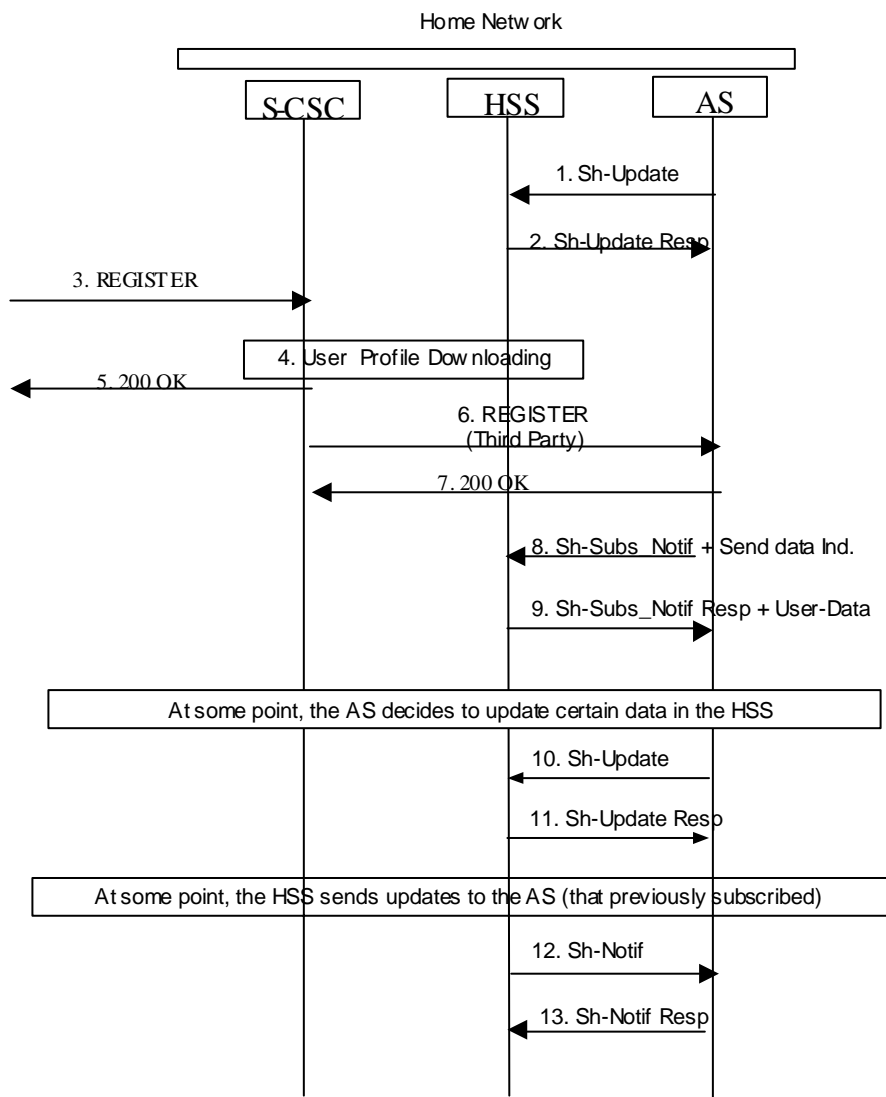 Home Network
S-CSC
HSS
AS
1. Sh-Update
2. Sh-Update Resp
3. REGISTER
4. User Profile Downloading
5. 200 OK
6. REGISTER
(Third Party)
7. 200 OK
8. Sh-Subs_Notif + Send data Ind.
9. Sh-Subs_Notif Resp + User-Data
At some point, the AS decides to update certain data in the HSS
10. Sh-Update
11. Sh-Update Resp
At some point, the HSS sends updates to the AS (that previously subscribed)
12. Sh-Notif
13. Sh-Notif Resp